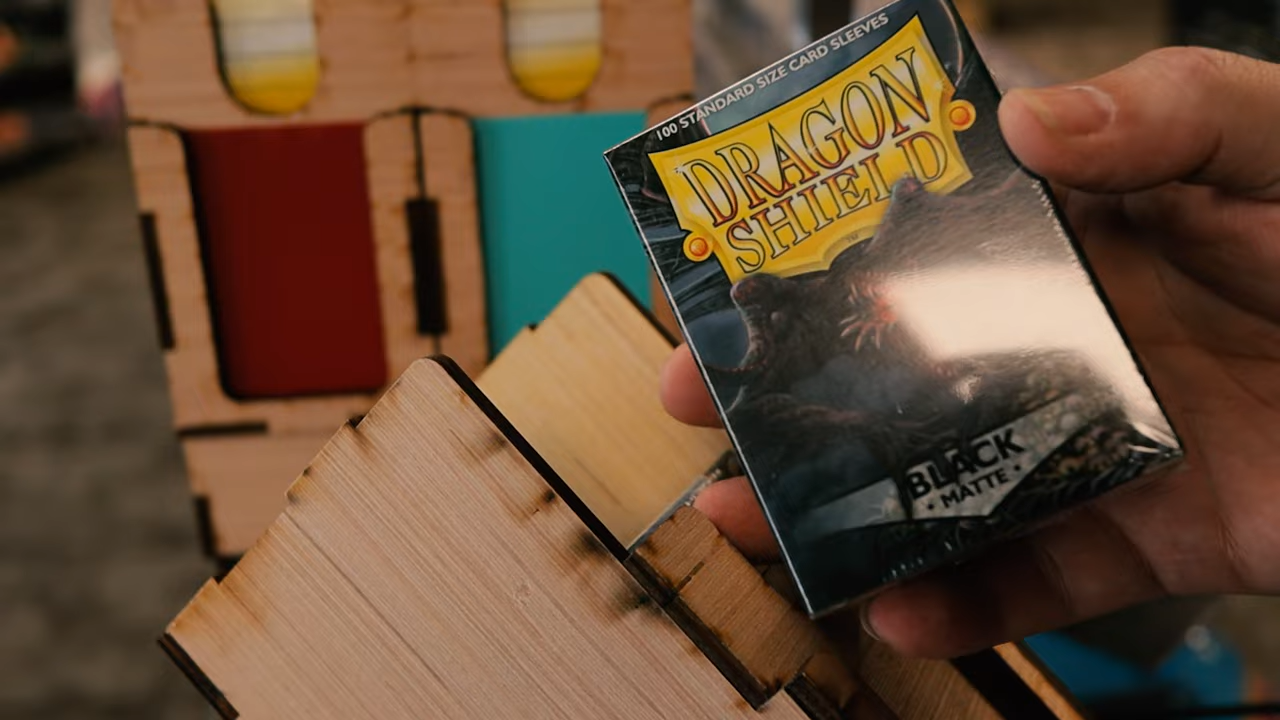 100 STANDARD SIZE CARD SLEEVES
DRAGON
SHIELD
BLACK
• MATTE •